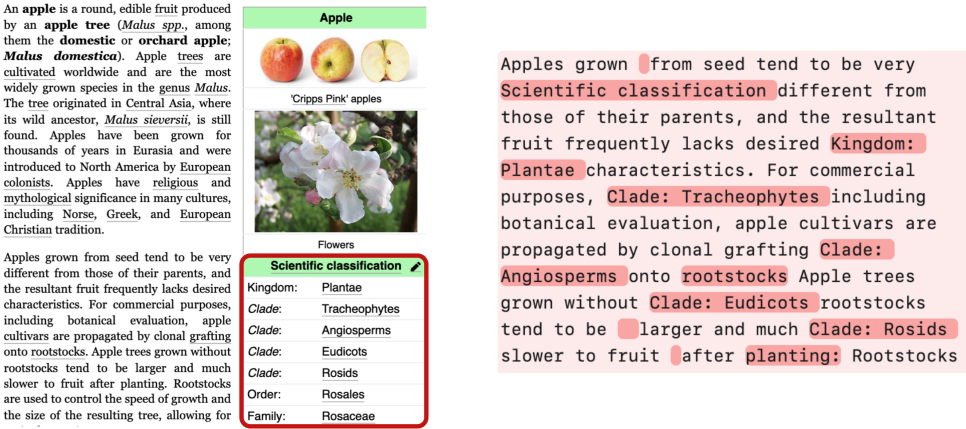 An apple is a round, edible fruit produced
by an apple tree (Malus spp., among
them the domestic or orchard apple;
Malus domestica). Apple trees are
cultivated worldwide and are the most
widely grown species in the genus Malus.
The tree originated in Central Asia, where
its wild ancestor, Malus sieversii, is still
found. Apples have been grown for
thousands of years in Eurasia and were
introduced to North America by European
colonists. Apples have religious and
mythological significance in many cultures,
including Norse, Greek, and European
Christian tradition.
Apples grown from seed tend to be very
different from those of their parents, and
the resultant fruit frequently lacks desired
characteristics. For commercial purposes,
including botanical evaluation, apple
cultivars are propagated by clonal grafting
onto rootstocks. Apple trees grown without
rootstocks tend to be larger and much
slower to fruit after planting. Rootstocks
are used to control the speed of growth and
the size of the resulting tree, allowing for
Apple
'Cripps Pink' apples
Flowers
Scientific classification
Kingdom: Plantae
Clade: Tracheophytes
Clade: Angiosperms
Clade: Eudicots
Clade: Rosids
Order: Rosales
Family: Rosaceae
Apples grown from seed tend to be very
Scientific classification different from
those of their parents, and the resultant
fruit frequently lacks desired Kingdom:
Plantae characteristics. For commercial
purposes, Clade: Tracheophytes including
botanical evaluation, apple cultivars are
propagated by clonal grafting Clade:
Angiosperms onto rootstocks Apple trees
grown without Clade: Eudicots rootstocks
tend to be larger and much Clade: Rosids
slower to fruit after planting: Rootstocks